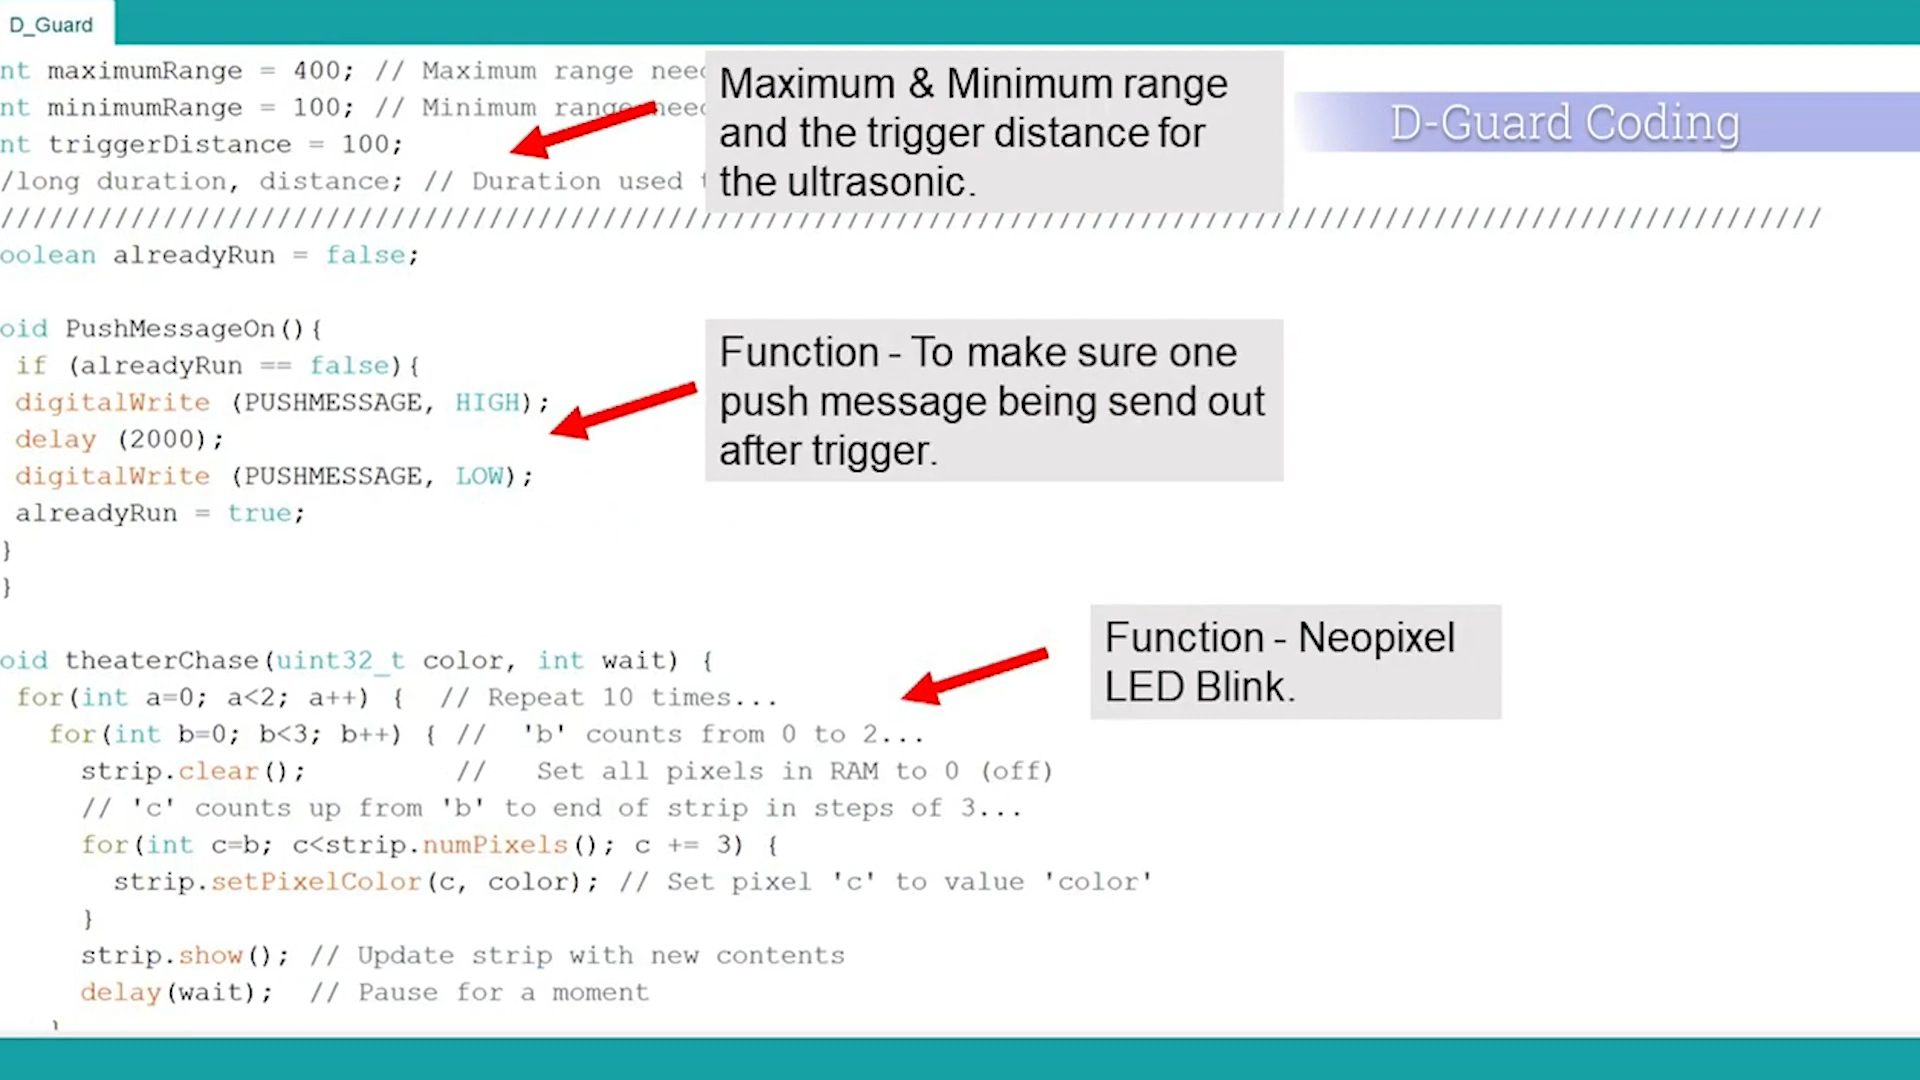 D_Guard
nt maximumRange = 400; // Maximum range
nt minimumRange = 100; // Minimum range
nt triggerDistance = 100;
/long duration, distance; // Duration used
Maximum & Minimum range
and the trigger distance for
the ultrasonic.
D-Guard Coding
oolean alreadyRun = false;
oid PushMessageOn(){
if (alreadyRun == false){
digitalWrite (PUSHMESSAGE, HIGH);
delay (2000);
digitalWrite (PUSHMESSAGE, LOW);
alreadyRun = true;
}
}
Function - To make sure one
push message being send out
after trigger.
oid theaterChase(uint32_t color, int wait) {
for(int a=0; a<2; a++) { // Repeat 10 times...
for(int b=0; b<3; b++) { // 'b' counts from 0 to 2...
strip.clear(); // Set all pixels in RAM to 0 (off)
// 'c' counts up from 'b' to end of strip in steps of 3...
for(int c=b; c<strip.numPixels(); c += 3) {
strip.setPixelColor(c, color); // Set pixel 'c' to value 'color'
}
strip.show(); // Update strip with new contents
delay(wait); // Pause for a moment
Function - Neopixel
LED Blink.